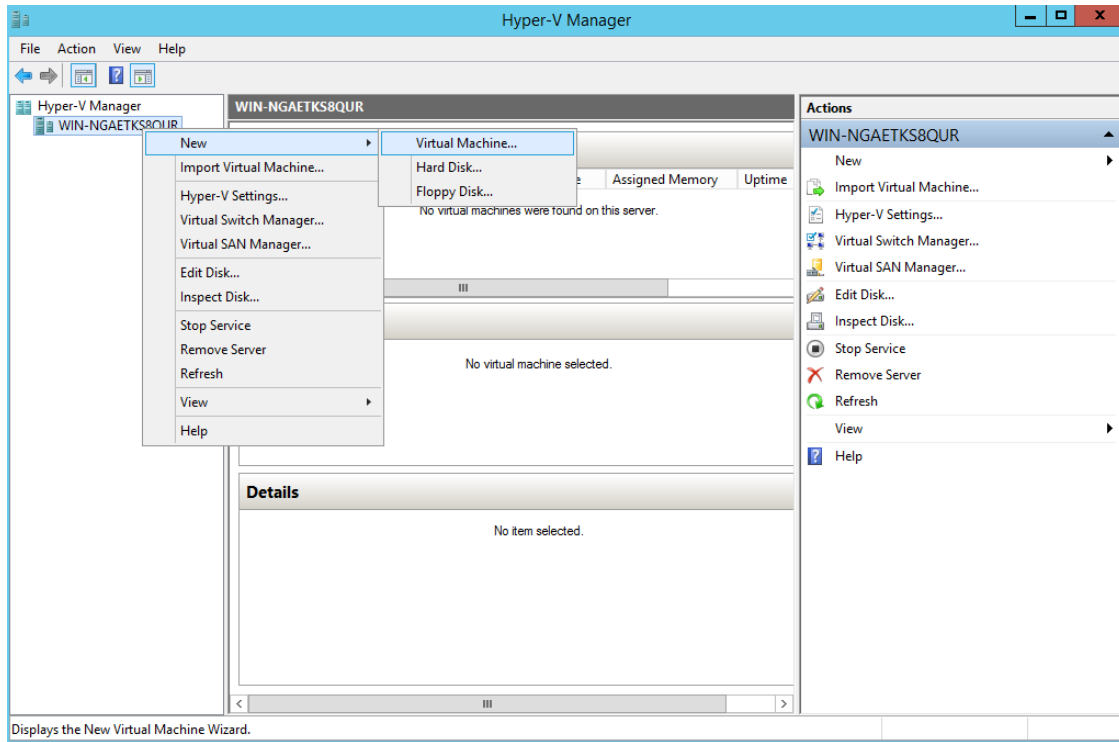 Hyper-V Manager
File Action View Help
Hyper-V Manager
WIN-NGAETKS8QUR
WIN-NGAETKS8QUR
New
Import Virtual Machine...
Hyper-V Settings...
Virtual Switch Manager...
Virtual SAN Manager...
Edit Disk...
Inspect Disk...
Stop Service
Remove Server
Refresh
View
Help
Virtual Machine...
Hard Disk...
Floppy Disk...
Assigned Memory Uptime
No virtual machines were found on this server.
No virtual machine selected.
Details
No item selected.
Actions
WIN-NGAETKS8QUR
New
Import Virtual Machine...
Hyper-V Settings...
Virtual Switch Manager...
Virtual SAN Manager...
Edit Disk...
Inspect Disk...
Stop Service
Remove Server
Refresh
View
Help
Displays the New Virtual Machine Wizard.